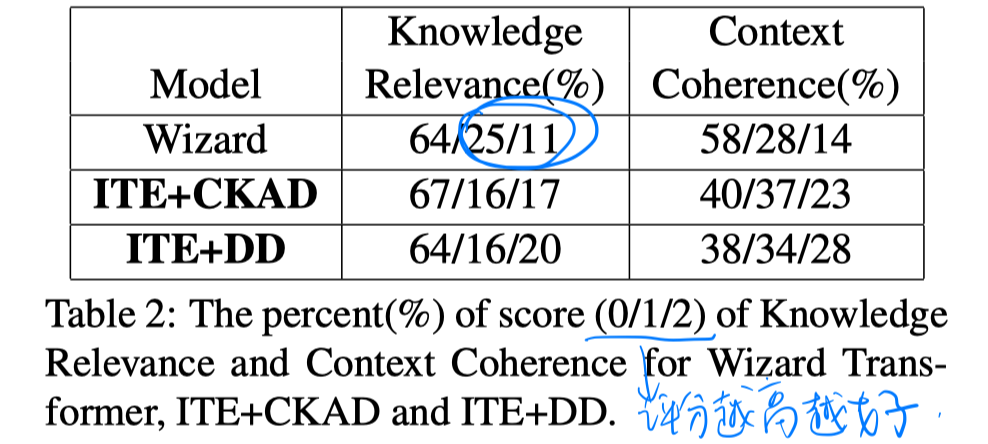 Model Knowledge Relevance(%) Context Coherence(%)
Wizard 64/25/11 58/28/14
ITE+CKAD 67/16/17 40/37/23
ITE+DD 64/16/20 38/34/28
Table 2: The percent(%) of score (0/1/2) of Knowledge
Relevance and Context Coherence for Wizard Trans-
former, ITE+CKAD and ITE+DD.
评分越高越好